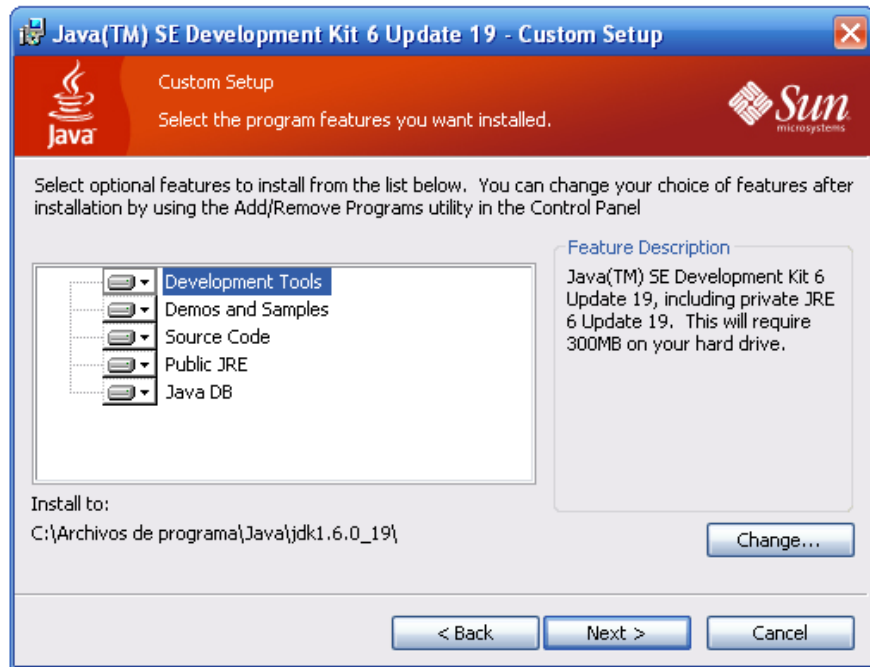 Java(TM) SE Development Kit 6 Update 19 - Custom Setup
Java
Custom Setup
Select the program features you want installed.
Sun
microsystems
Select optional features to install from the list below. You can change your choice of features after
installation by using the Add/Remove Programs utility in the Control Panel
Development Tools
Demos and Samples
Source Code
Public JRE
Java DB
Feature Description
Java(TM) SE Development Kit 6
Update 19, including private JRE
6 Update 19. This will require
300MB on your hard drive.
Install to:
C:\Archivos de programa\Java\jdk1.6.0_19\
Change...
< Back
Next >
Cancel